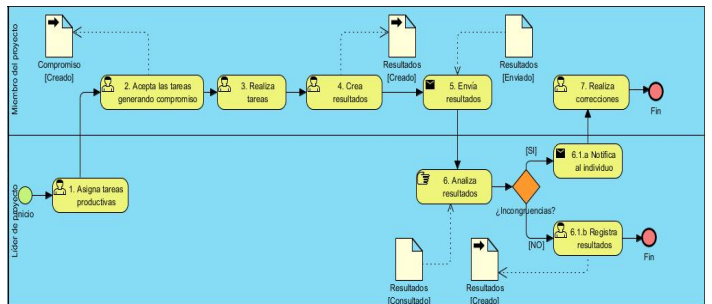 Miembro del proyecto
Compromiso
[Creado]
Resultados
[Creado]
Resultados
[Enviado]
2. Acepta las tareas
generando compromiso
3. Realiza
tareas
4. Crea
resultados
5. Envía
resultados
7. Realiza
correcciones
Fin
Líder de proyecto
Inicio
1. Asigna tareas
productivas
6. Analiza
resultados
¿Incongruencias?
[SI]
6.1.a Notifica
al individuo
[NO]
6.1.b Registra
resultados
Fin
Resultados
[Consultado]
Resultados
[Creado]